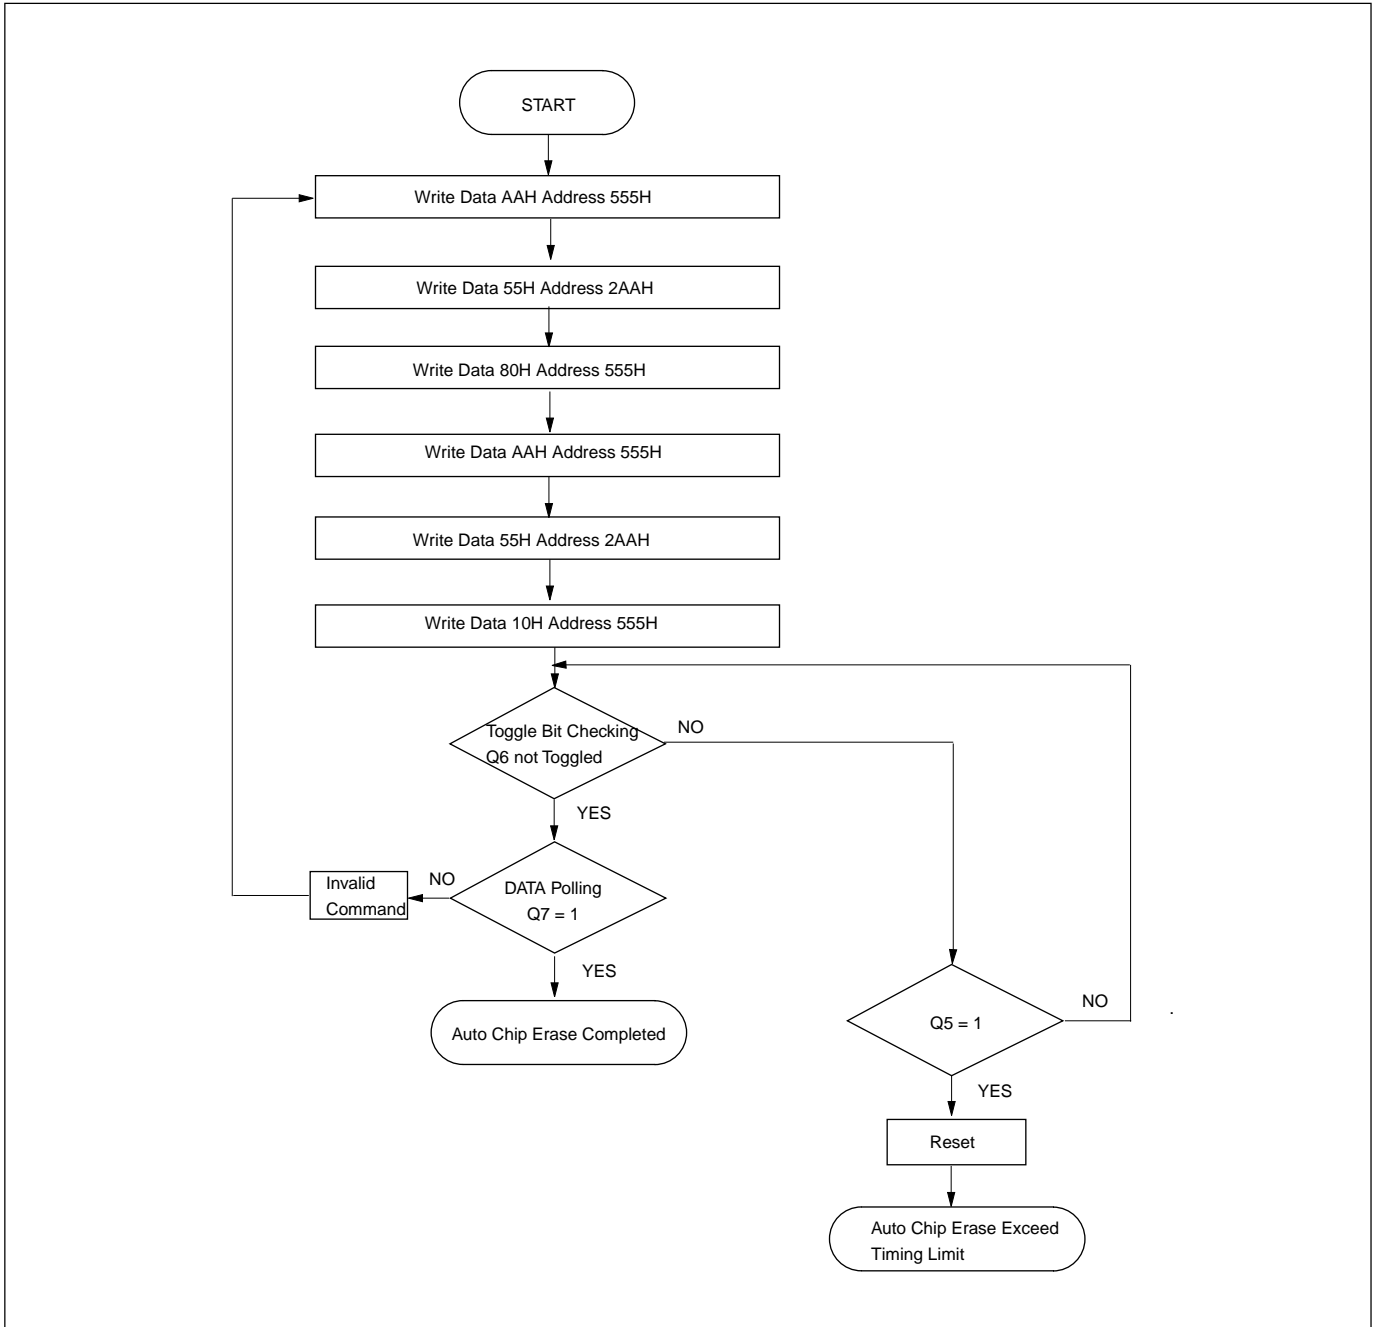 START
Write Data AAH Address 555H
Write Data 55H Address 2AAH
Write Data 80H Address 555H
Write Data AAH Address 555H
Write Data 55H Address 2AAH
Write Data 10H Address 555H
Toggle Bit Checking
Q6 not Toggled
NO
YES
DATA Polling
Q7 = 1
NO
Invalid
Command
YES
Auto Chip Erase Completed
Q5 = 1
NO
YES
Reset
Auto Chip Erase Exceed
Timing Limit
.